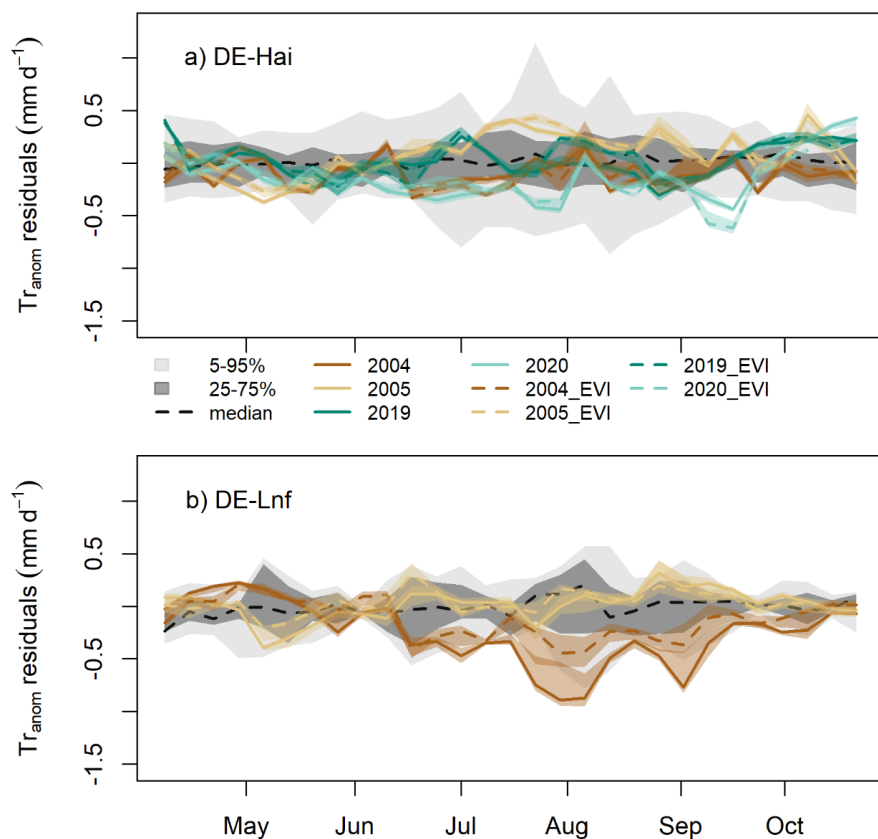 a) DE-Hai
Tranom residuals (mm d−1)
0.5
-0.5
-1.5
5-95% 2004 2020 2019_EVI
25-75% 2005 2004_EVI 2020_EVI
median 2019 2005_EVI
b) DE-Lnf
Tranom residuals (mm d−1)
0.5
-0.5
-1.5
May Jun Jul Aug Sep Oct